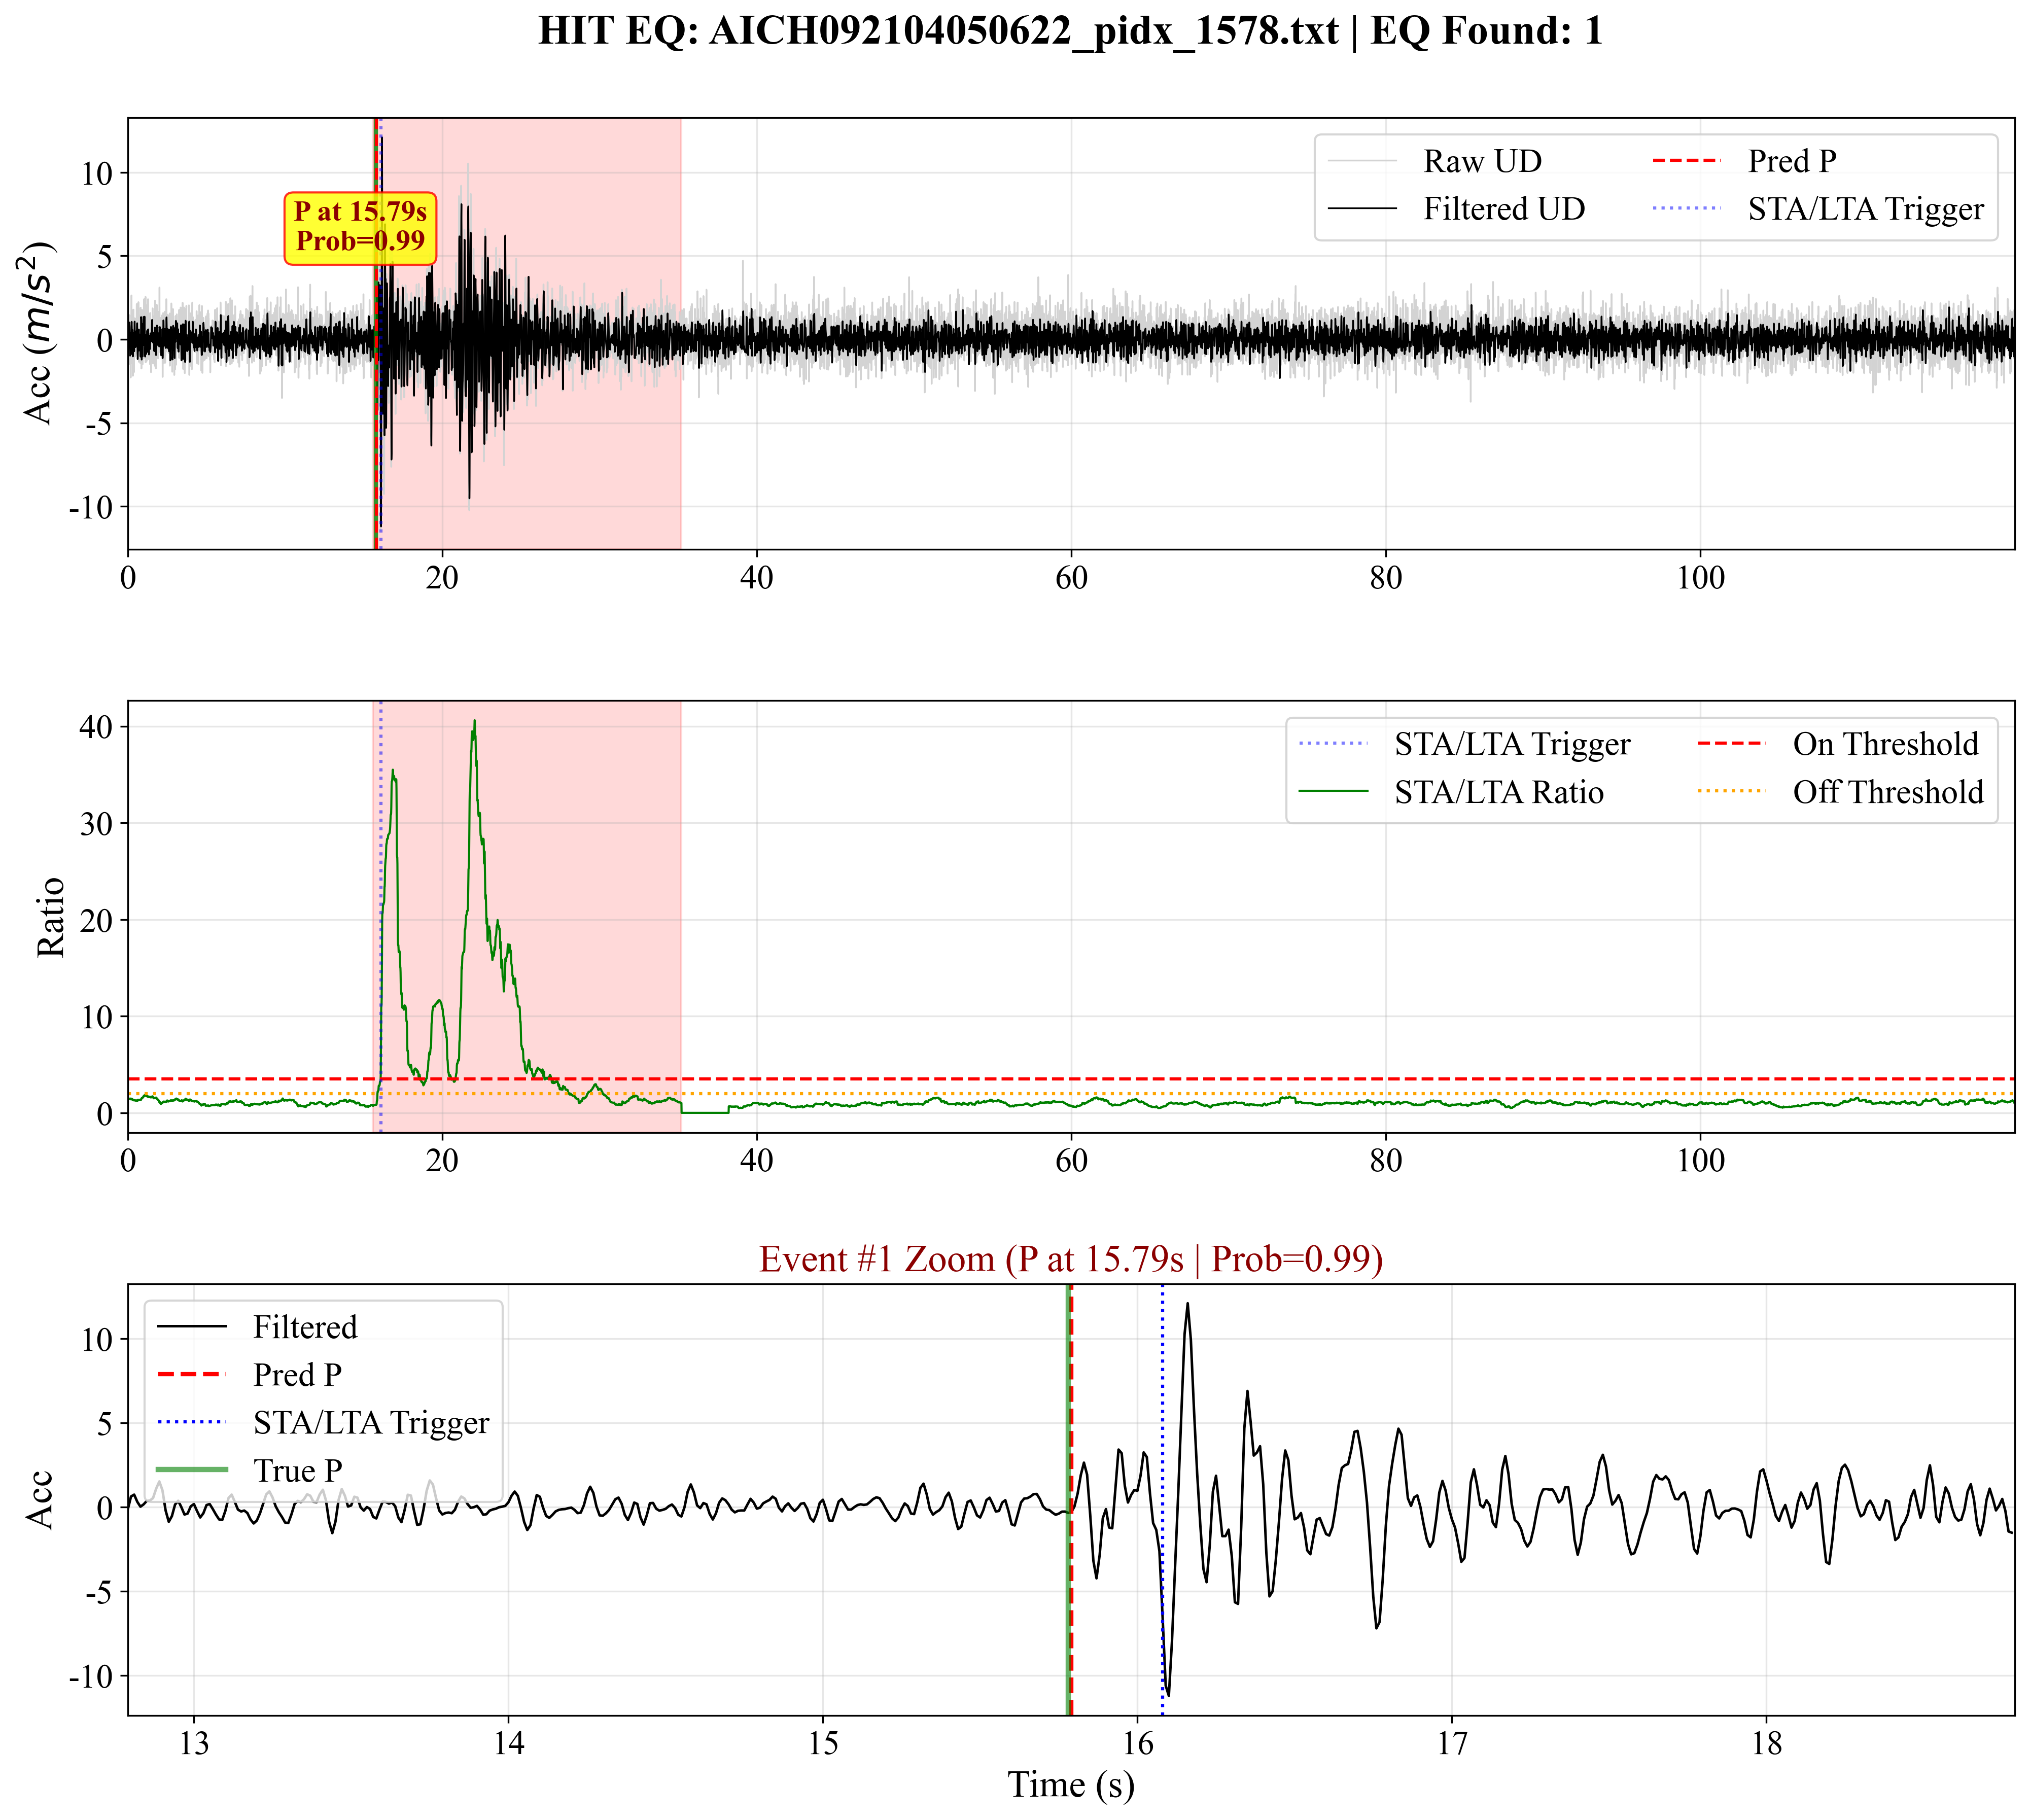 HIT EQ: AICH092104050622_pidx_1578.txt | EQ Found: 1
Acc (m/s²)
10
5
0
-5
-10
P at 15.79s
Prob=0.99
Raw UD
Filtered UD
Pred P
STA/LTA Trigger
0 20 40 60 80 100
Ratio
40
30
20
10
0
STA/LTA Trigger
STA/LTA Ratio
On Threshold
Off Threshold
0 20 40 60 80 100
Event #1 Zoom (P at 15.79s | Prob=0.99)
Acc
10
5
0
-5
-10
Filtered
Pred P
STA/LTA Trigger
True P
13 14 15 16 17 18
Time (s)